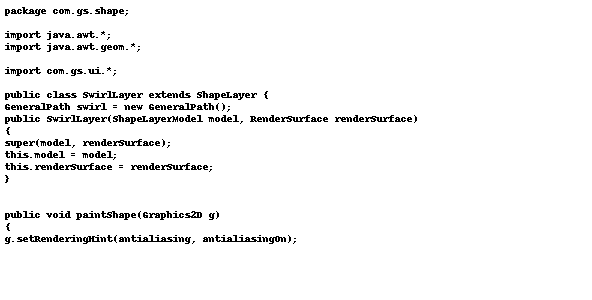 package com.gs.shape;
import java.awt.*;
import java.awt.geom.*;
import com.gs.ui.*;
public class SwirlLayer extends ShapeLayer {
GeneralPath swirl = new GeneralPath();
public SwirlLayer(ShapeLayerModel model, RenderSurface renderSurface)
{
super(model, renderSurface);
this.model = model;
this.renderSurface = renderSurface;
}
public void paintShape(Graphics2D g)
{
g.setRenderingHint(antialiasing, antialiasingOn);